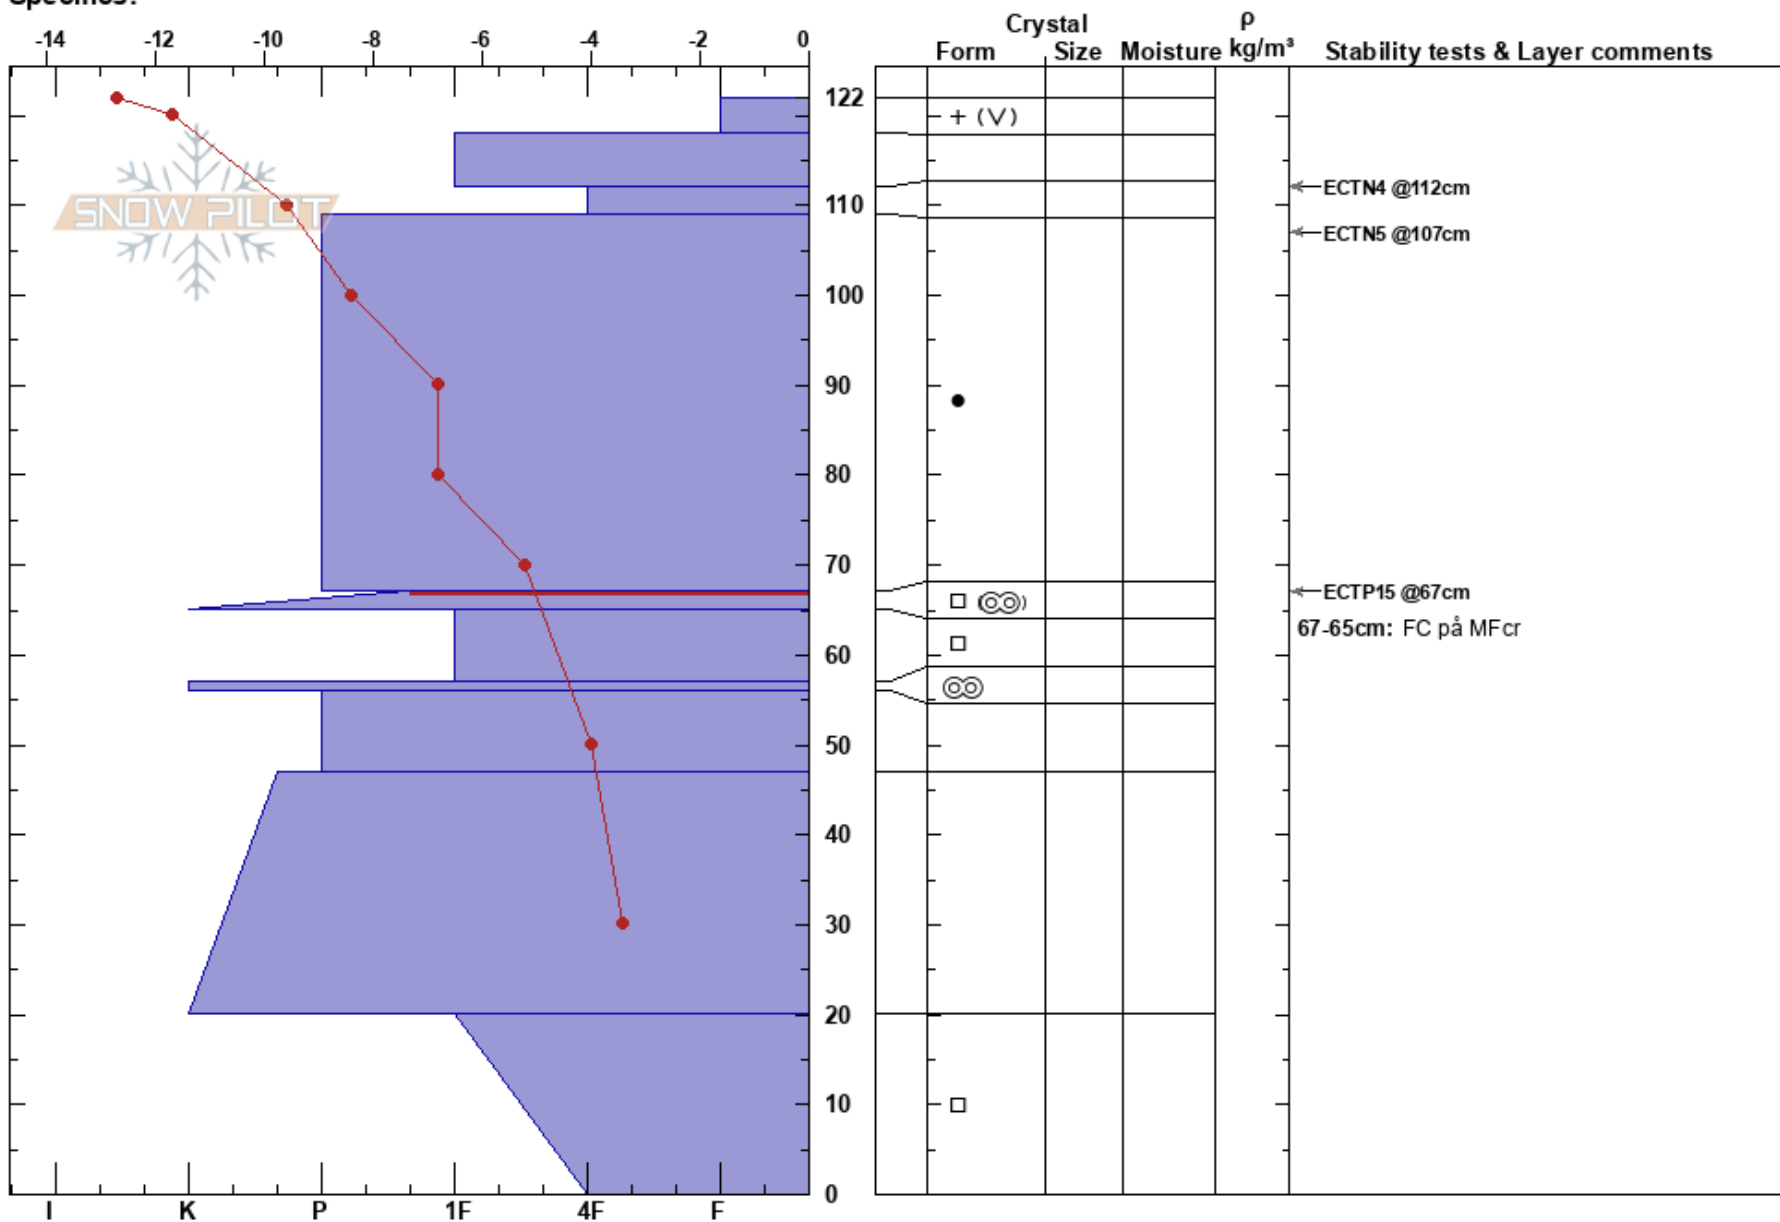 Specifics:
Crystal ρ
-14 -12 -10 -8 -6 -4 -2 0 Form Size Moisture kg/m³ Stability tests & Layer comments
122
SNOW PILOT
110
100
90
80
70
60
50
40
30
20
10
0
ECTN4 @112cm
ECTN5 @107cm
ECTP15 @67cm
67-65cm: FC på MFcr
I K P 1F 4F F